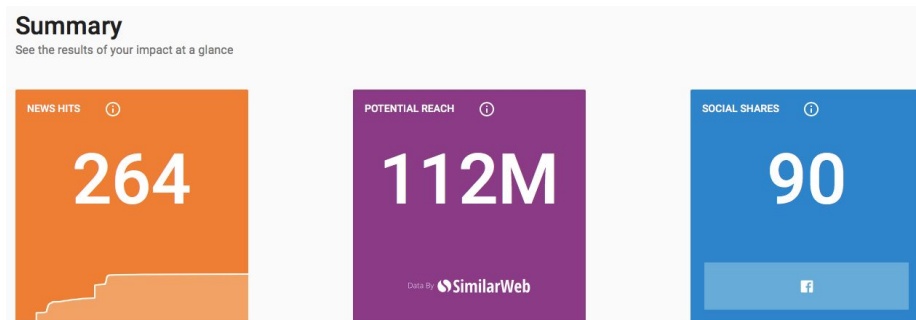 Summary
See the results of your impact at a glance
NEWS HITS
POTENTIAL REACH
SOCIAL SHARES
264
112M
90
Data By SimilarWeb